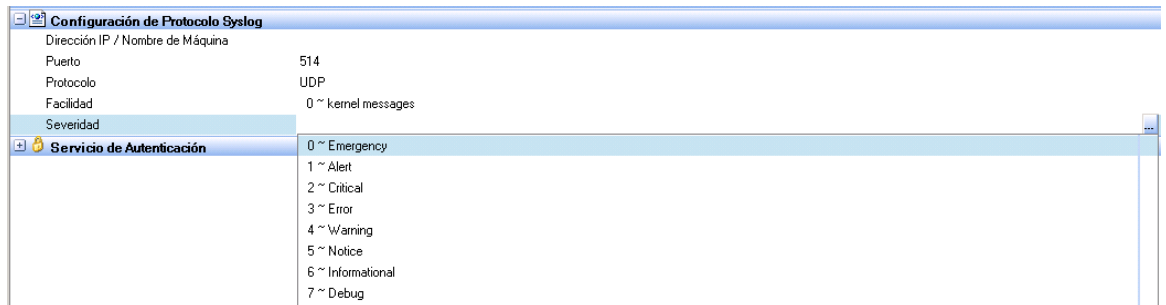 Configuración de Protocolo Syslog
Dirección IP / Nombre de Máquina
Puerto 514
Protocolo UDP
Facilidad 0 ~ kernel messages
Severidad ...
Servicio de Autenticación
0 ~ Emergency
1 ~ Alert
2 ~ Critical
3 ~ Error
4 ~ Warning
5 ~ Notice
6 ~ Informational
7 ~ Debug